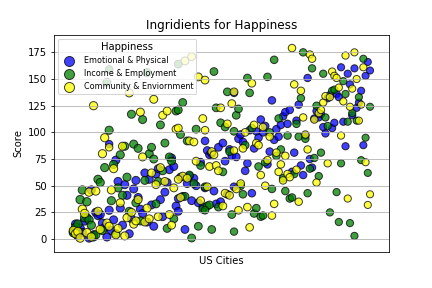 Ingridients for Happiness
Happiness
Emotional & Physical
Income & Employment
Community & Enviornment
175
150
125
100
75
50
25
0
Score
US Cities